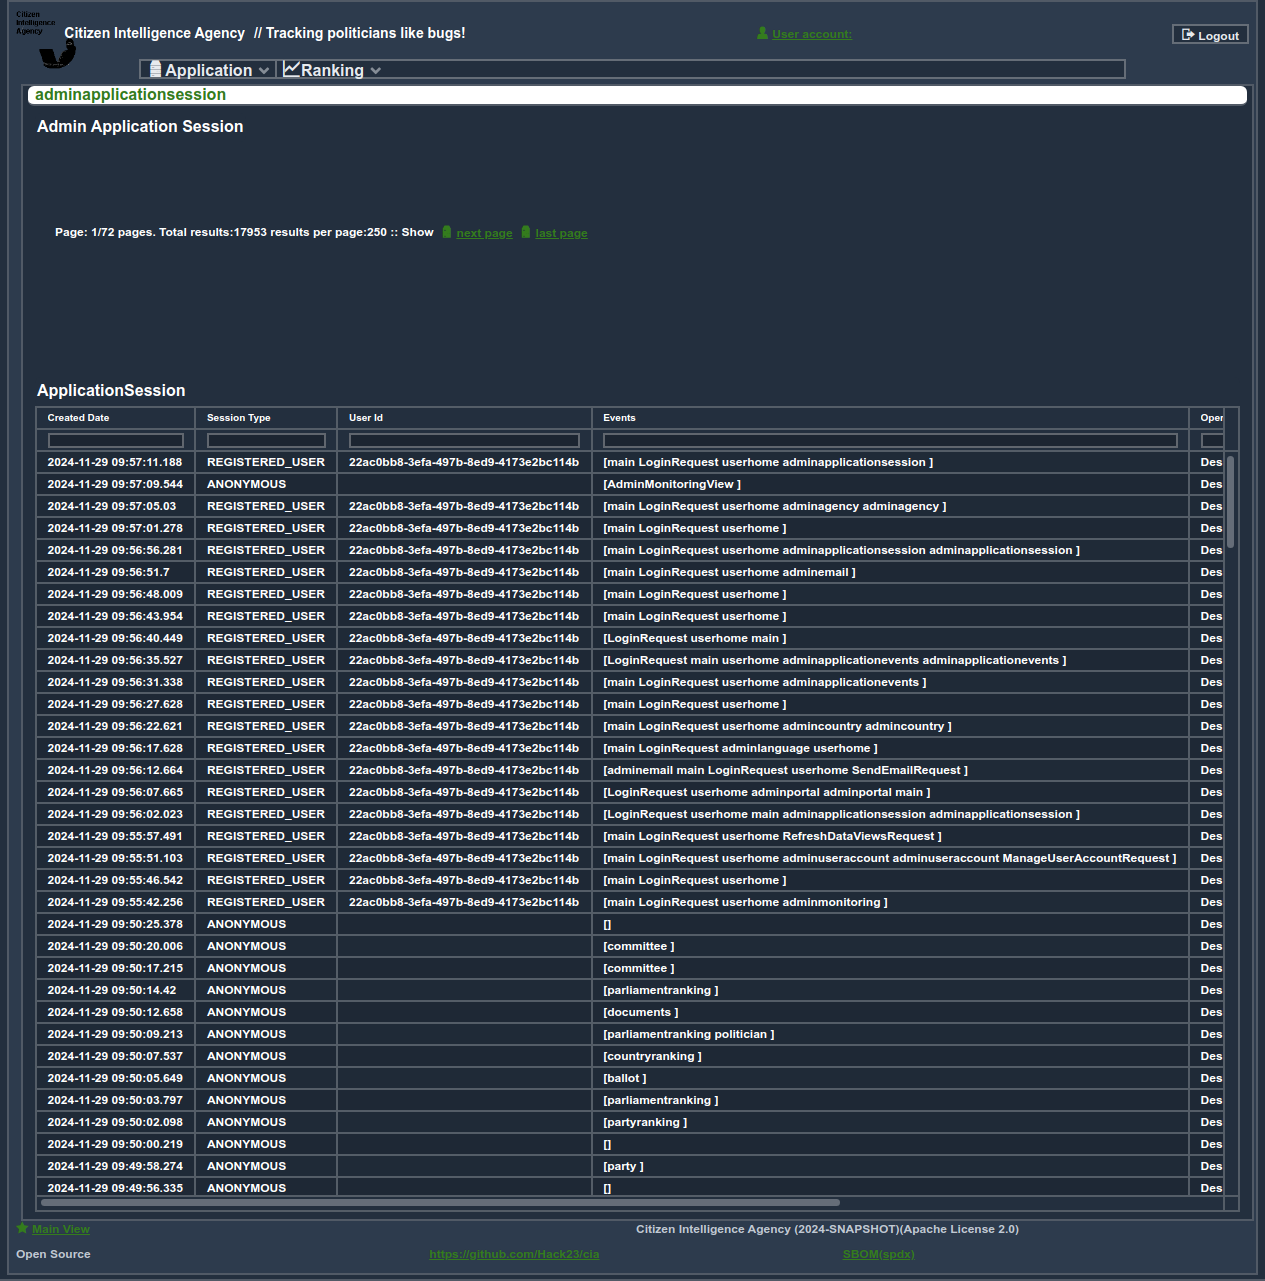 Citizen
Intelligence
Agency
Citizen Intelligence Agency // Tracking politicians like bugs!
User account:
Logout
Application Ranking
adminapplicationsession
Admin Application Session
Page: 1/72 pages. Total results:17953 results per page:250 :: Show next page last page
ApplicationSession
Created Date Session Type User Id Events Oper
2024-11-29 09:57:11.188 REGISTERED_USER 22ac0bb8-3efa-497b-8ed9-4173e2bc114b [main LoginRequest userhome adminapplicationsession ] Des
2024-11-29 09:57:09.544 ANONYMOUS [AdminMonitoringView ] Des
2024-11-29 09:57:05.03 REGISTERED_USER 22ac0bb8-3efa-497b-8ed9-4173e2bc114b [main LoginRequest userhome adminagency adminagency ] Des
2024-11-29 09:57:01.278 REGISTERED_USER 22ac0bb8-3efa-497b-8ed9-4173e2bc114b [main LoginRequest userhome ] Des
2024-11-29 09:56:56.281 REGISTERED_USER 22ac0bb8-3efa-497b-8ed9-4173e2bc114b [main LoginRequest userhome adminapplicationsession adminapplicationsession ] Des
2024-11-29 09:56:51.7 REGISTERED_USER 22ac0bb8-3efa-497b-8ed9-4173e2bc114b [main LoginRequest userhome adminemail ] Des
2024-11-29 09:56:48.009 REGISTERED_USER 22ac0bb8-3efa-497b-8ed9-4173e2bc114b [main LoginRequest userhome ] Des
2024-11-29 09:56:43.954 REGISTERED_USER 22ac0bb8-3efa-497b-8ed9-4173e2bc114b [main LoginRequest userhome ] Des
2024-11-29 09:56:40.449 REGISTERED_USER 22ac0bb8-3efa-497b-8ed9-4173e2bc114b [LoginRequest userhome main ] Des
2024-11-29 09:56:35.527 REGISTERED_USER 22ac0bb8-3efa-497b-8ed9-4173e2bc114b [LoginRequest main userhome adminapplicationevents adminapplicationevents ] Des
2024-11-29 09:56:31.338 REGISTERED_USER 22ac0bb8-3efa-497b-8ed9-4173e2bc114b [main LoginRequest userhome adminapplicationevents ] Des
2024-11-29 09:56:27.628 REGISTERED_USER 22ac0bb8-3efa-497b-8ed9-4173e2bc114b [main LoginRequest userhome ] Des
2024-11-29 09:56:22.621 REGISTERED_USER 22ac0bb8-3efa-497b-8ed9-4173e2bc114b [main LoginRequest userhome admincountry admincountry ] Des
2024-11-29 09:56:17.628 REGISTERED_USER 22ac0bb8-3efa-497b-8ed9-4173e2bc114b [main LoginRequest adminlanguage userhome ] Des
2024-11-29 09:56:12.664 REGISTERED_USER 22ac0bb8-3efa-497b-8ed9-4173e2bc114b [adminemail main LoginRequest userhome SendEmailRequest ] Des
2024-11-29 09:56:07.665 REGISTERED_USER 22ac0bb8-3efa-497b-8ed9-4173e2bc114b [LoginRequest userhome adminportal adminportal main ] Des
2024-11-29 09:56:02.023 REGISTERED_USER 22ac0bb8-3efa-497b-8ed9-4173e2bc114b [LoginRequest userhome main adminapplicationsession adminapplicationsession ] Des
2024-11-29 09:55:57.491 REGISTERED_USER 22ac0bb8-3efa-497b-8ed9-4173e2bc114b [main LoginRequest userhome RefreshDataViewsRequest ] Des
2024-11-29 09:55:51.103 REGISTERED_USER 22ac0bb8-3efa-497b-8ed9-4173e2bc114b [main LoginRequest userhome adminuseraccount adminuseraccount ManageUserAccountRequest ] Des
2024-11-29 09:55:46.542 REGISTERED_USER 22ac0bb8-3efa-497b-8ed9-4173e2bc114b [main LoginRequest userhome ] Des
2024-11-29 09:55:42.256 REGISTERED_USER 22ac0bb8-3efa-497b-8ed9-4173e2bc114b [main LoginRequest userhome adminmonitoring ] Des
2024-11-29 09:50:25.378 ANONYMOUS [] Des
2024-11-29 09:50:20.006 ANONYMOUS [committee ] Des
2024-11-29 09:50:17.215 ANONYMOUS [committee ] Des
2024-11-29 09:50:14.42 ANONYMOUS [parliamentranking ] Des
2024-11-29 09:50:12.658 ANONYMOUS [documents ] Des
2024-11-29 09:50:09.213 ANONYMOUS [parliamentranking politician ] Des
2024-11-29 09:50:07.537 ANONYMOUS [countryranking ] Des
2024-11-29 09:50:05.649 ANONYMOUS [ballot ] Des
2024-11-29 09:50:03.797 ANONYMOUS [parliamentranking ] Des
2024-11-29 09:50:02.098 ANONYMOUS [partyranking ] Des
2024-11-29 09:50:00.219 ANONYMOUS [] Des
2024-11-29 09:49:58.274 ANONYMOUS [party ] Des
2024-11-29 09:49:56.335 ANONYMOUS [] Des
Main View Citizen Intelligence Agency (2024-SNAPSHOT)(Apache License 2.0)
Open Source https://github.com/Hack23/cia SBOM(spdx)